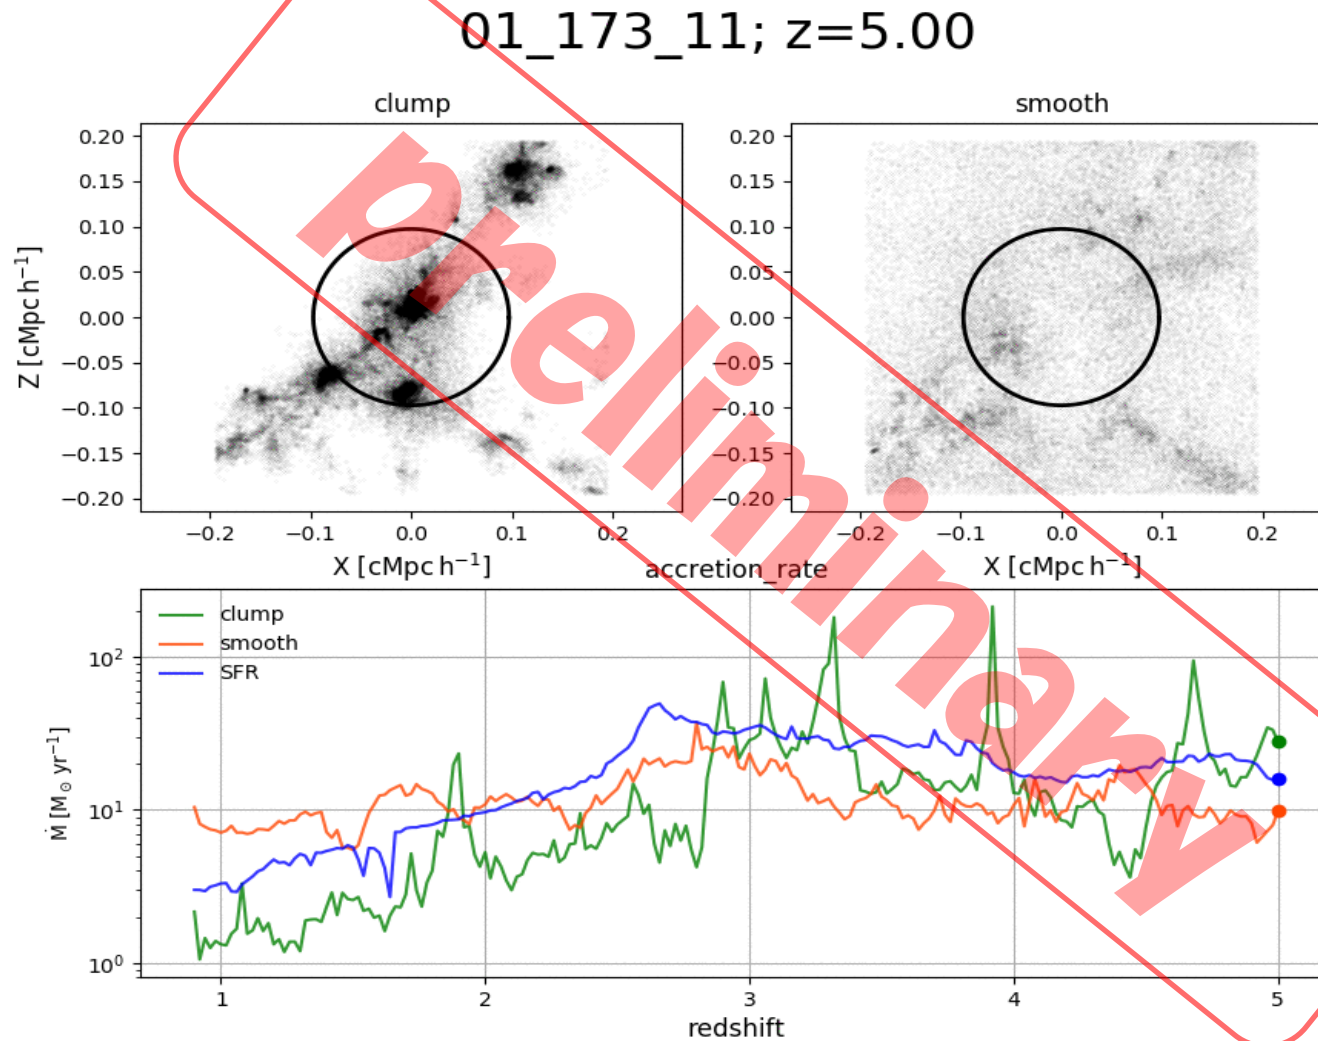 01_173_11; z=5.00
clump
smooth
0.20
0.15
0.10
0.05
0.00
−0.05
−0.10
−0.15
−0.20
Z [cMpc h⁻¹]
−0.2 −0.1 0.0 0.1 0.2
X [cMpc h⁻¹]
0.20
0.15
0.10
0.05
0.00
−0.05
−0.10
−0.15
−0.20
−0.2 −0.1 0.0 0.1 0.2
X [cMpc h⁻¹]
accretion_rate
clump
smooth
SFR
10²
10¹
10⁰
Ṁ [M⊙ yr⁻¹]
1 2 3 4 5
redshift
preliminary